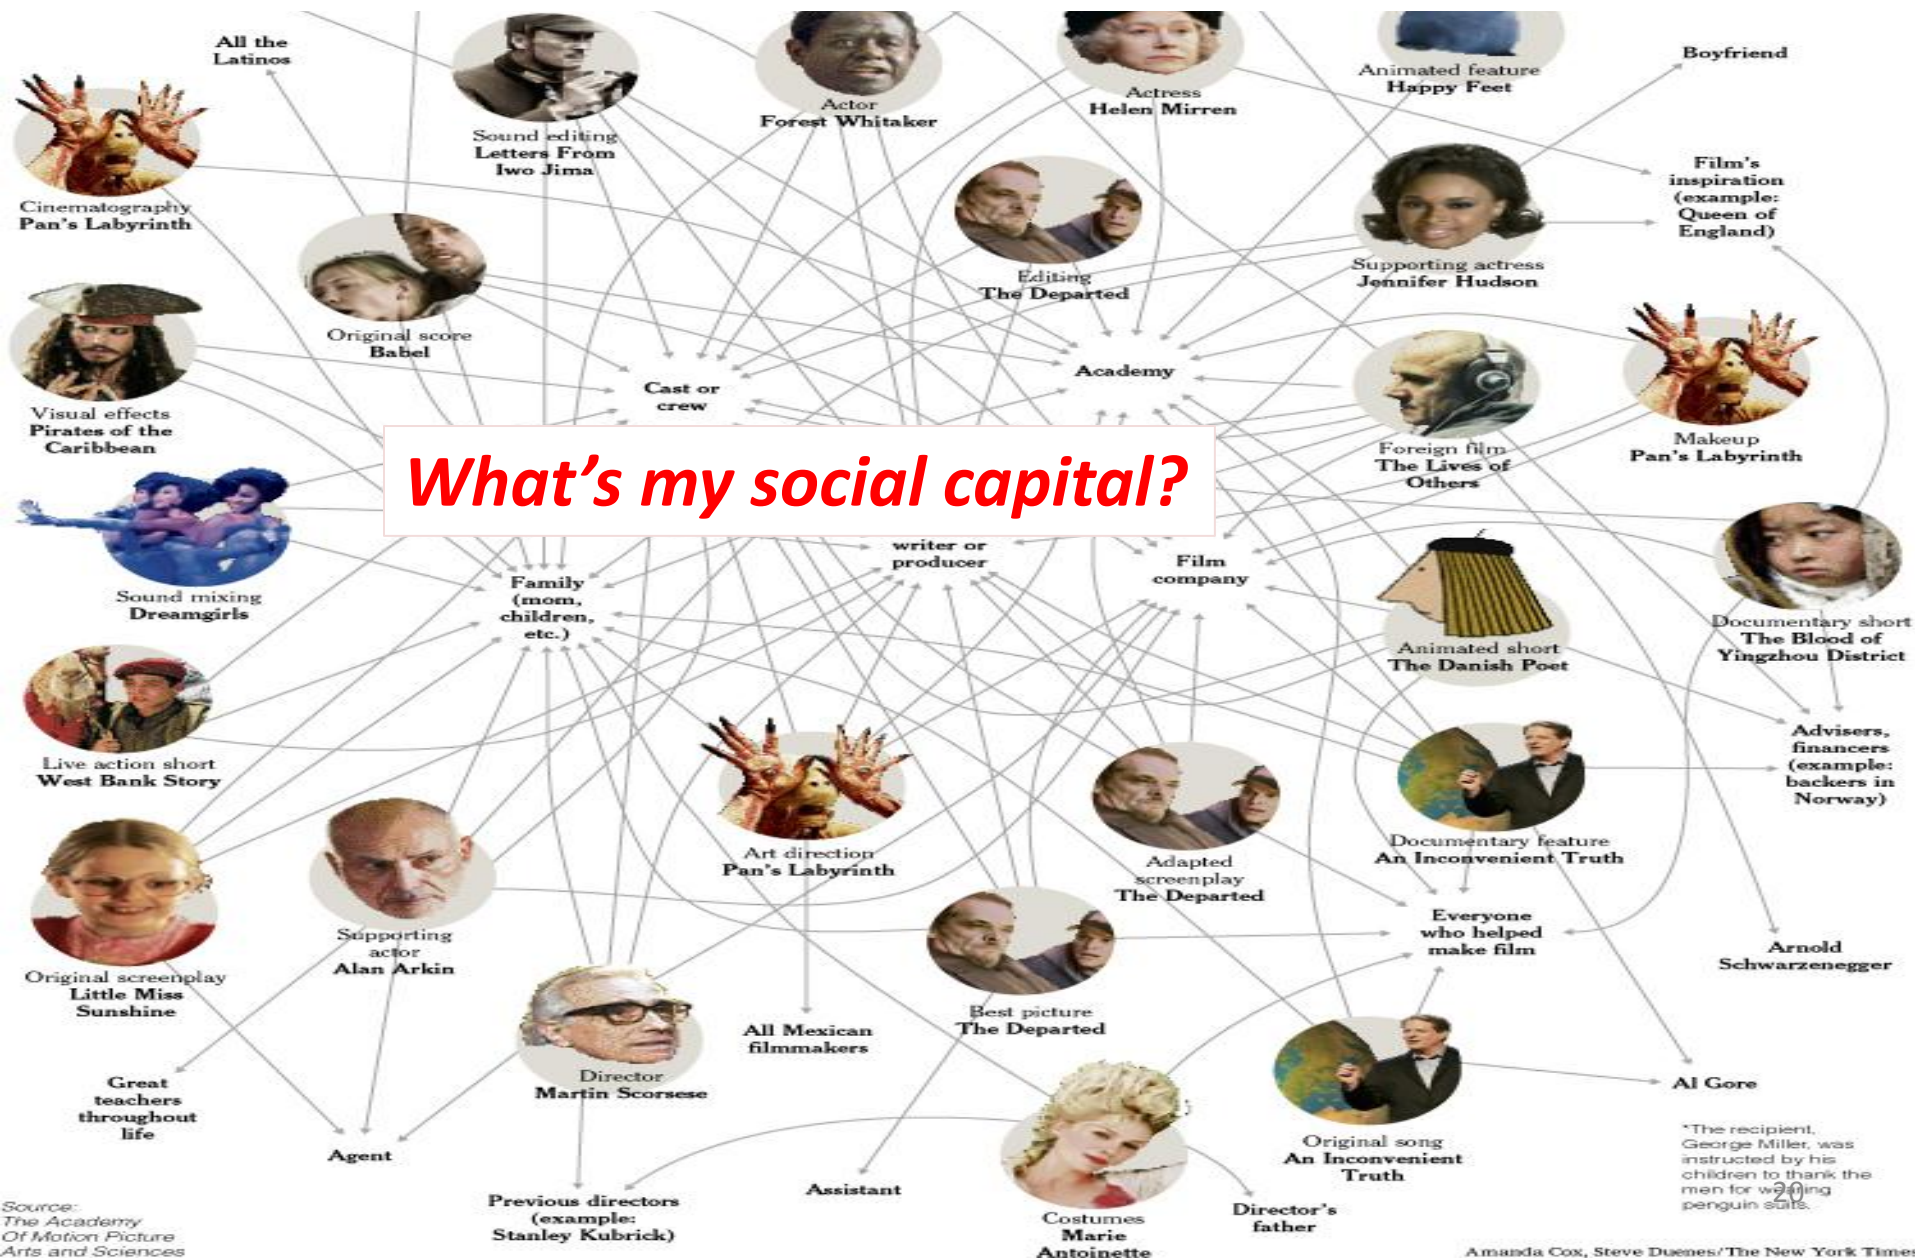 All the
Latinos
Sound editing
Letters From
Iwo Jima
Actor
Forest Whitaker
Actress
Helen Mirren
Animated feature
Happy Feet
Boyfriend
Cinematography
Pan's Labyrinth
Film's
inspiration
(example:
Queen of
England)
Editing
The Departed
Supporting actress
Jennifer Hudson
Original score
Babel
Visual effects
Pirates of the
Caribbean
Cast or
crew
Academy
Foreign film
The Lives of
Others
Makeup
Pan's Labyrinth
What's my social capital?
Sound mixing
Dreamgirls
Family
(mom,
children,
etc.)
writer or
producer
Film
company
Animated short
The Danish Poet
Documentary short
The Blood of
Yingzhou District
Live action short
West Bank Story
Advisers,
financers
(example:
backers in
Norway)
Art direction
Pan's Labyrinth
Adapted
screenplay
The Departed
Documentary feature
An Inconvenient Truth
Original screenplay
Little Miss
Sunshine
Supporting
actor
Alan Arkin
Everyone
who helped
make film
Arnold
Schwarzenegger
Best picture
The Departed
All Mexican
filmmakers
Director
Martin Scorsese
Great
teachers
throughout
life
Agent
Al Gore
Original song
An Inconvenient
Truth
Previous directors
(example:
Stanley Kubrick)
Assistant
Costumes
Marie
Antoinette
Director's
father
*The recipient,
George Miller, was
instructed by his
children to thank the
men for wearing
penguin suits.
20
Source:
The Academy
Of Motion Picture
Arts and Sciences
Amanda Cox, Steve Duenes/The New York Times